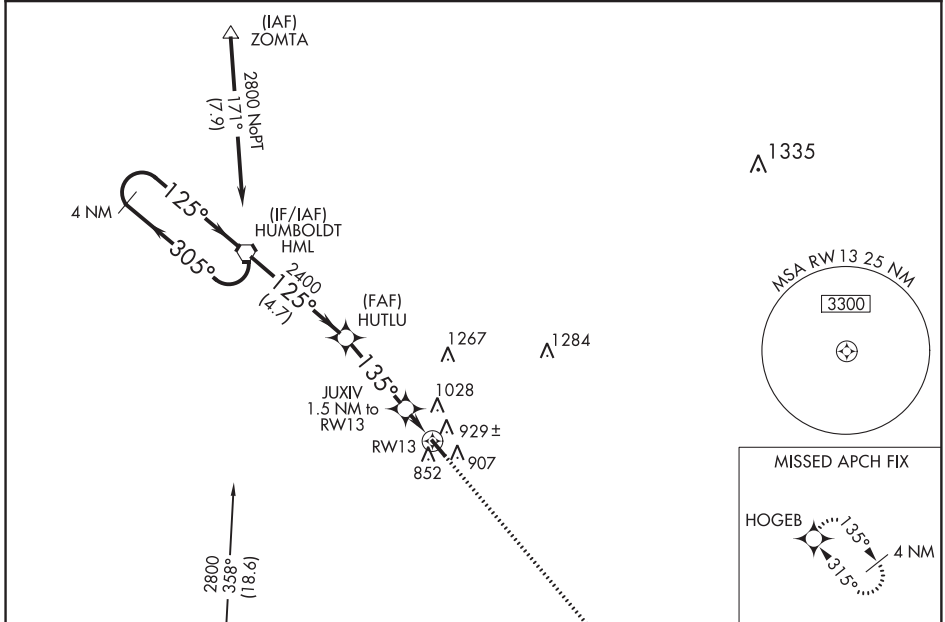 (IAF)
ZOMTA
2800 NoPT
171°
(7.9)
1335
4 NM
125°
305°
(IF/IAF)
HUMBOLDT
HML
2400
125°
(4.7)
(FAF)
HUTLU
MSA RW 13 25 NM
3300
1267
1284
135°
JUXIV
1.5 NM to
RW13
1028
929±
RW13
852
907
MISSED APCH FIX
HOGEB
135°
4 NM
315°
2800
358°
(18.6)